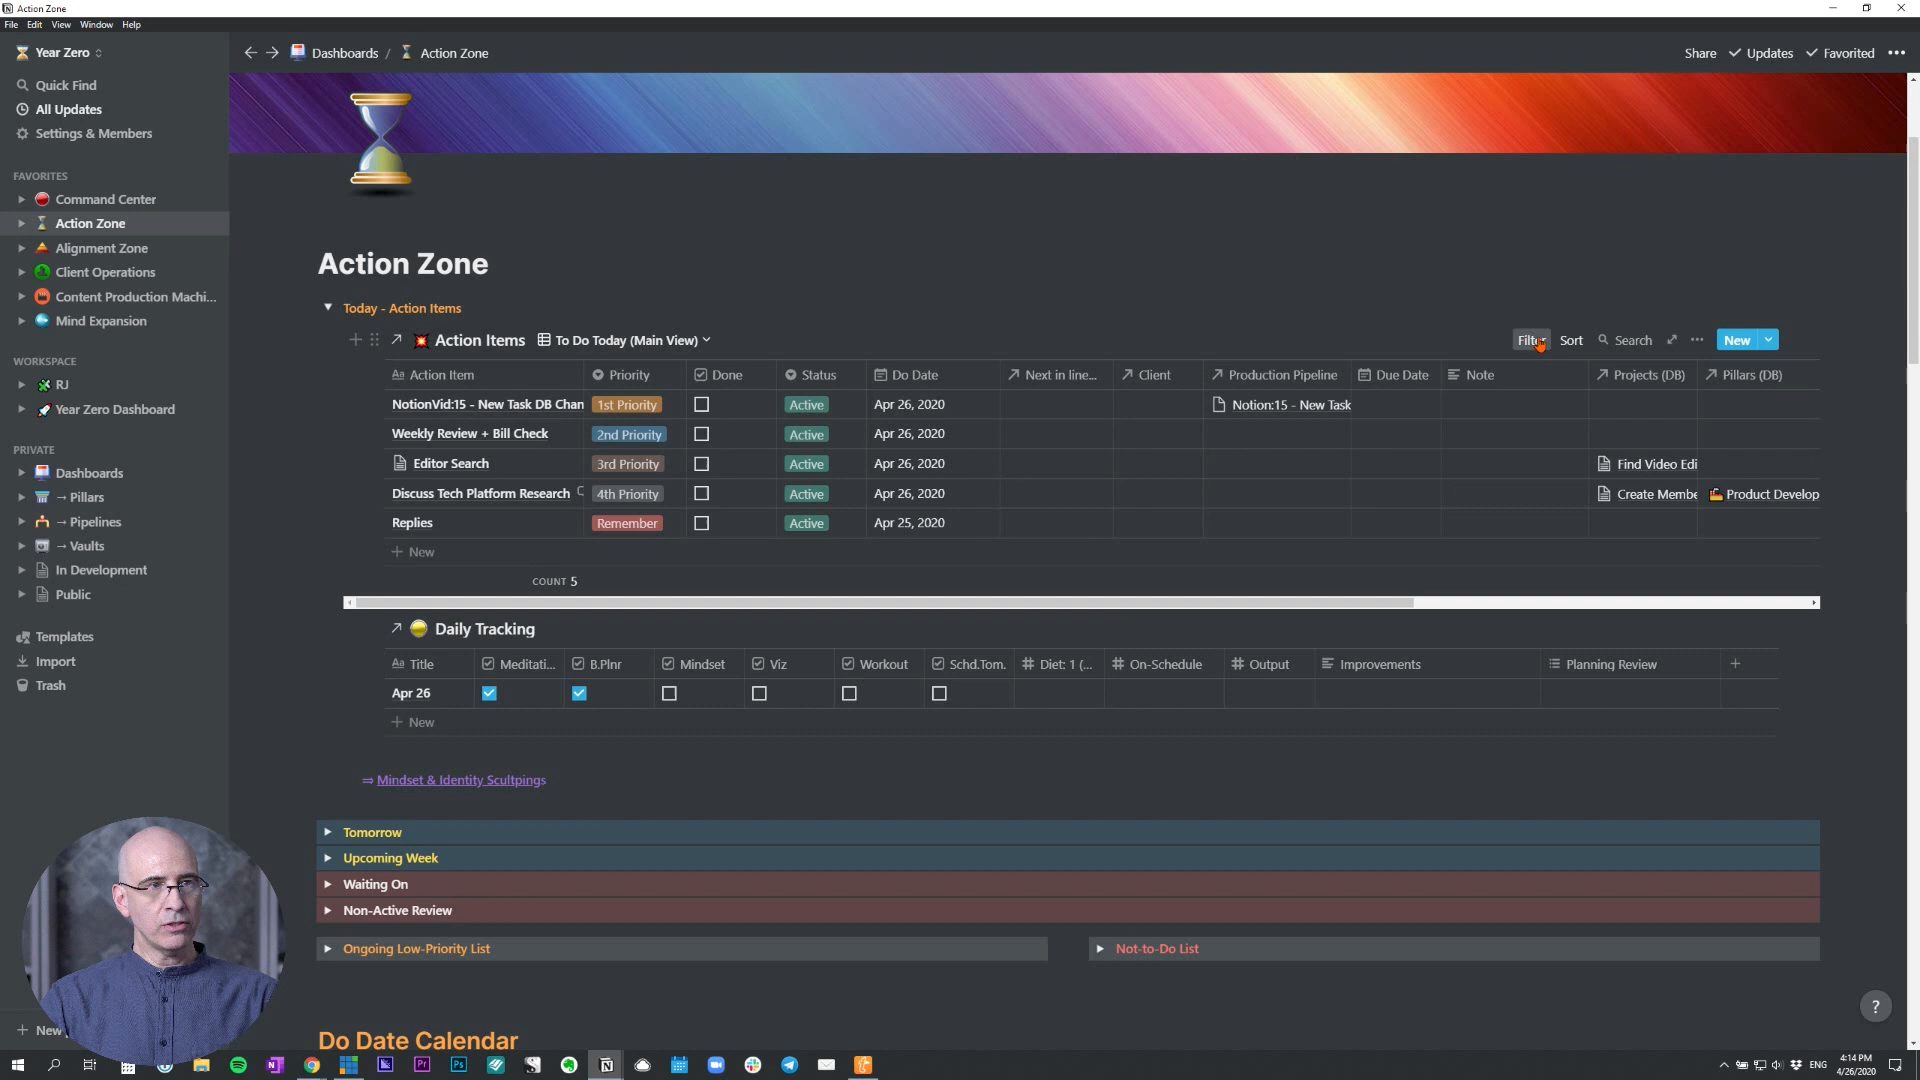 Action Zone
File Edit View Window Help
Year Zero
Quick Find
All Updates
Settings & Members
FAVORITES
Command Center
Action Zone
Alignment Zone
Client Operations
Content Production Machi...
Mind Expansion
WORKSPACE
RJ
Year Zero Dashboard
PRIVATE
Dashboards
→ Pillars
→ Pipelines
→ Vaults
In Development
Public
Templates
Import
Trash
+ New
Dashboards / Action Zone
Share Updates Favorited
Action Zone
Today - Action Items
Action Items To Do Today (Main View)
Filter Sort Search New
Aa Action Item Priority Done Status Do Date Next in line... Client Production Pipeline Due Date Note Projects (DB) Pillars (DB)
NotionVid:15 - New Task DB Chan 1st Priority Active Apr 26, 2020 Notion:15 - New Task
Weekly Review + Bill Check 2nd Priority Active Apr 26, 2020
Editor Search 3rd Priority Active Apr 26, 2020 Find Video Edi
Discuss Tech Platform Research 4th Priority Active Apr 26, 2020 Create Membe Product Develop
Replies Remember Active Apr 25, 2020
+ New
COUNT 5
Daily Tracking
Aa Title Meditati... B.Plnr Mindset Viz Workout Schd.Tom. # Diet: 1 (... # On-Schedule # Output Improvements Planning Review +
Apr 26
+ New
⇒ Mindset & Identity Scultpings
Tomorrow
Upcoming Week
Waiting On
Non-Active Review
Ongoing Low-Priority List
Not-to-Do List
Do Date Calendar
?
ENG
4:14 PM
4/26/2020